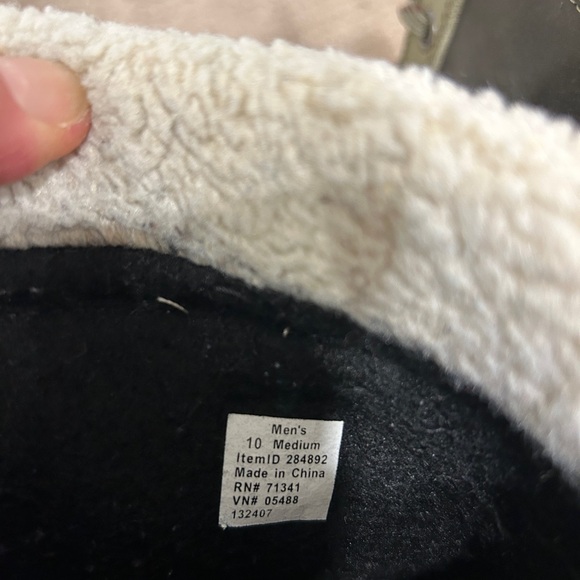 Men's
10 Medium
ItemID 284892
Made in China
RN# 71341
VN# 05488
132407